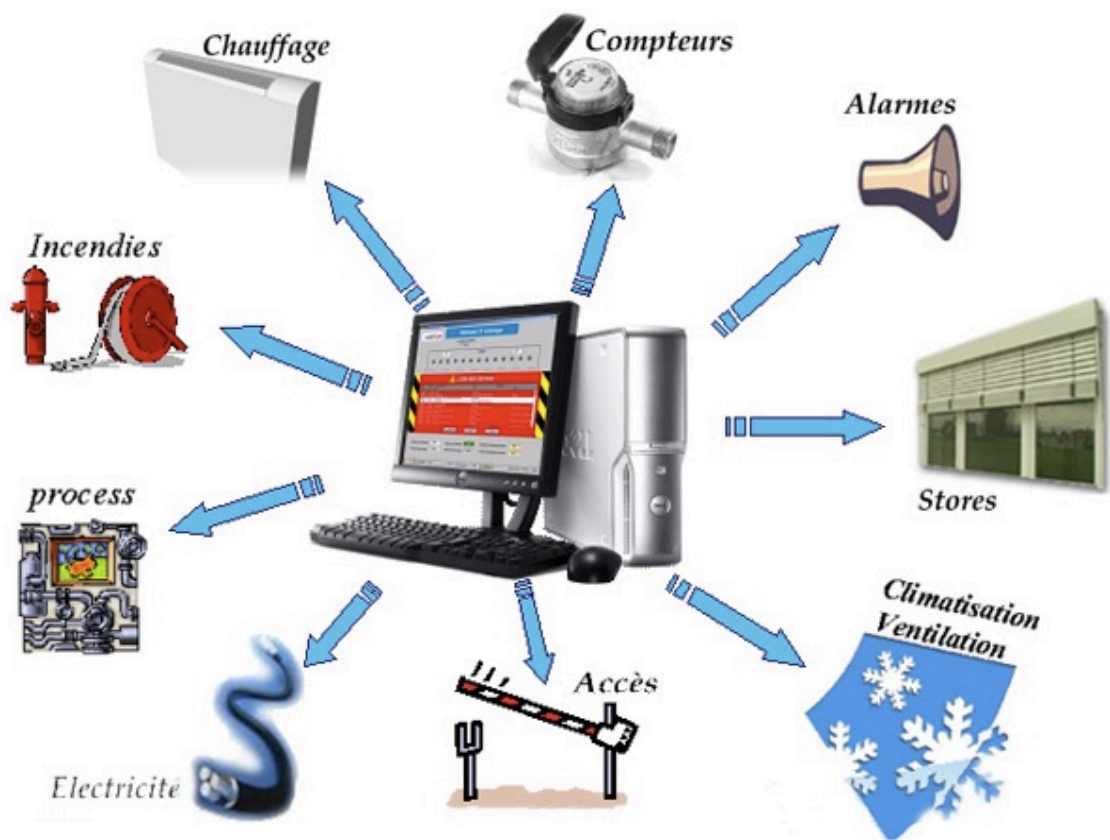 Chauffage
Compteurs
Alarmes
Incendies
Stores
process
Climatisation
Ventilation
Accès
Electricité